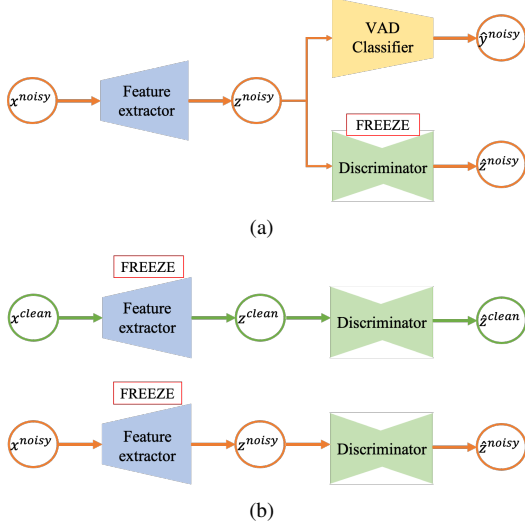 VAD
Classifier
ŷ^noisy
x^noisy
Feature
extractor
z^noisy
FREEZE
Discriminator
ẑ^noisy
(a)
FREEZE
x^clean
Feature
extractor
z^clean
Discriminator
ẑ^clean
FREEZE
x^noisy
Feature
extractor
z^noisy
Discriminator
ẑ^noisy
(b)